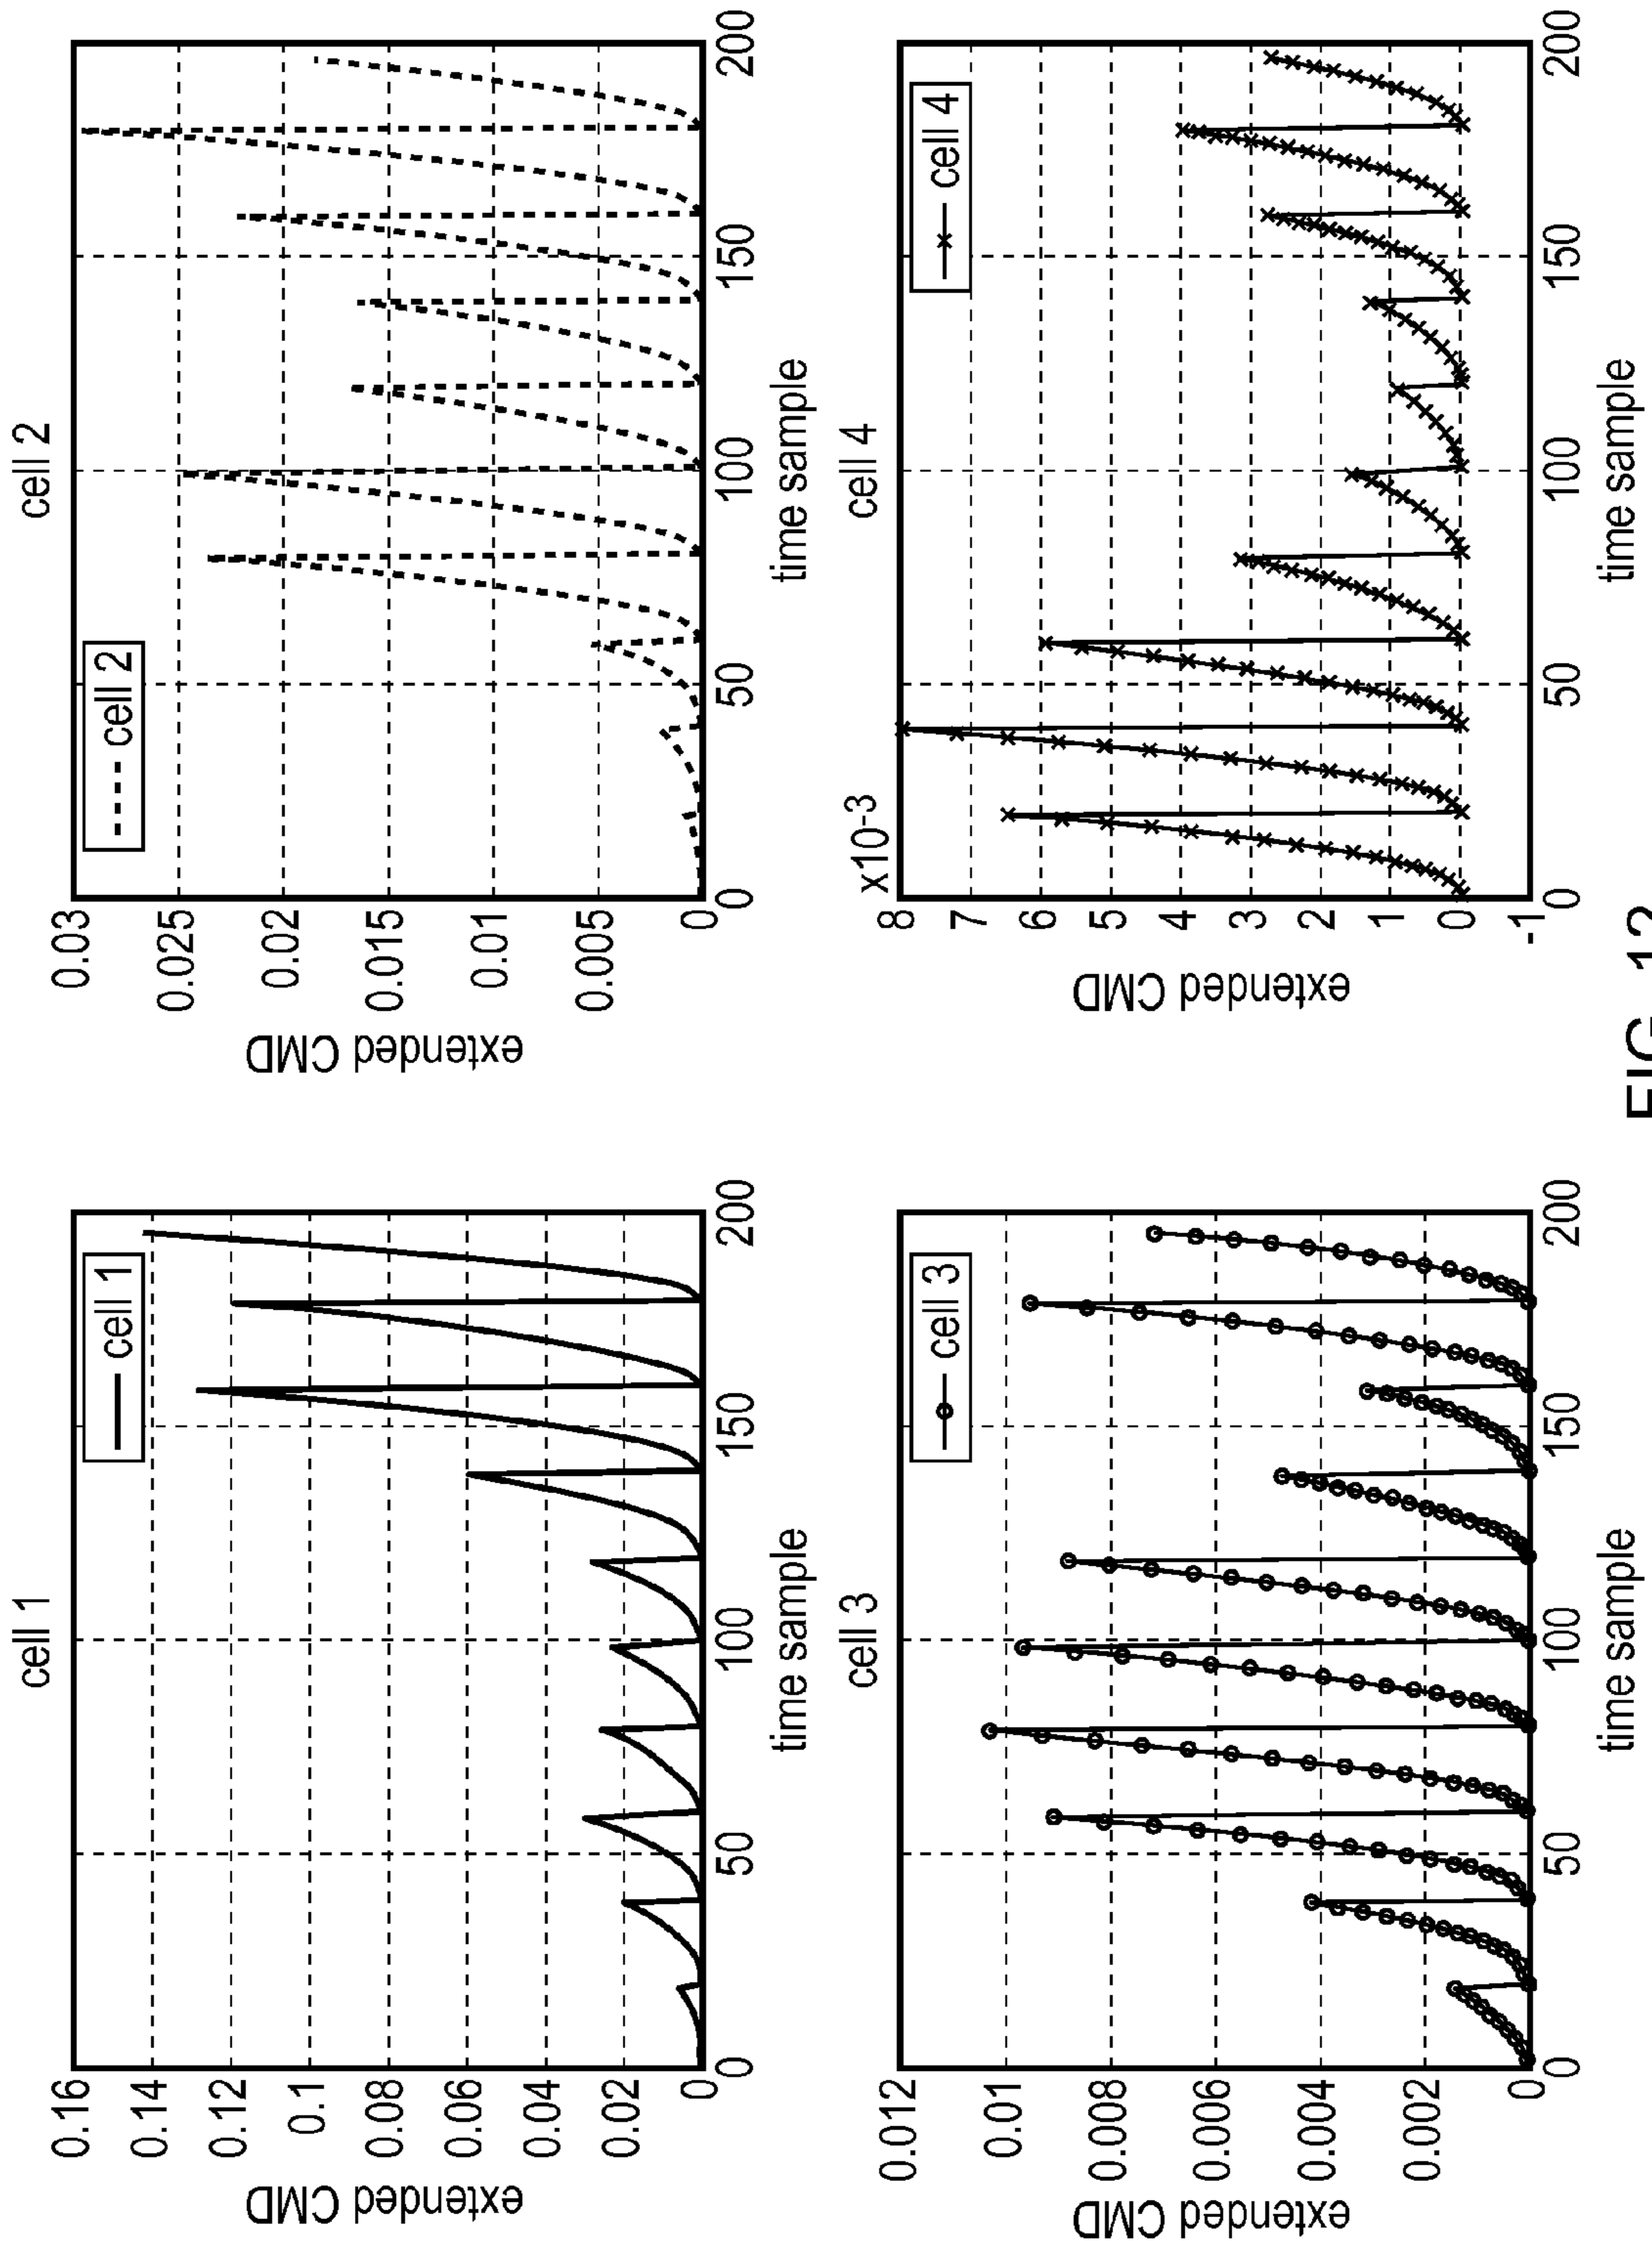 cell 1
cell 1
0.16
0.14
0.12
0.1
0.08
0.06
0.04
0.02
0
extended CMD
0 50 100 150 200
time sample
cell 2
cell 2
0.03
0.025
0.02
0.015
0.01
0.005
0
extended CMD
0 50 100 150 200
time sample
cell 3
cell 3
0.012
0.01
0.008
0.006
0.004
0.002
0
extended CMD
0 50 100 150 200
time sample
cell 4
x10-3
cell 4
8
7
6
5
4
3
2
1
0
-1
extended CMD
0 50 100 150 200
time sample